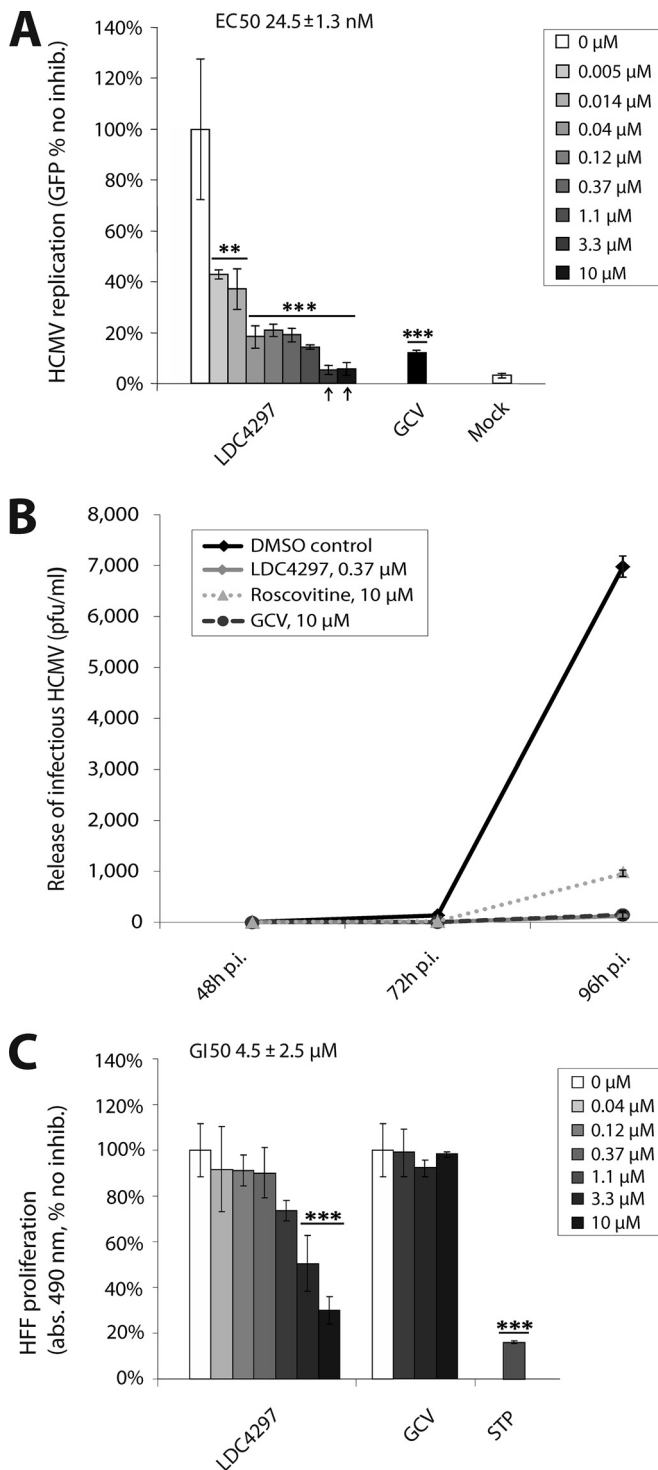 A
EC50 24.5±1.3 nM
HCMV replication (GFP % no inhib.)
140%
120%
100%
80%
60%
40%
20%
0%
**
***
***
↑ ↑
LDC4297
GCV
Mock
0 µM
0.005 µM
0.014 µM
0.04 µM
0.12 µM
0.37 µM
1.1 µM
3.3 µM
10 µM
B
Release of infectious HCMV (pfu/ml)
8,000
7,000
6,000
5,000
4,000
3,000
2,000
1,000
0
DMSO control
LDC4297, 0.37 µM
Roscovitine, 10 µM
GCV, 10 µM
48h p.i.
72h p.i.
96h p.i.
C
GI50 4.5 ± 2.5 µM
HFF proliferation
(abs. 490 nm, % no inhib.)
140%
120%
100%
80%
60%
40%
20%
0%
***
***
LDC4297
GCV
STP
0 µM
0.04 µM
0.12 µM
0.37 µM
1.1 µM
3.3 µM
10 µM